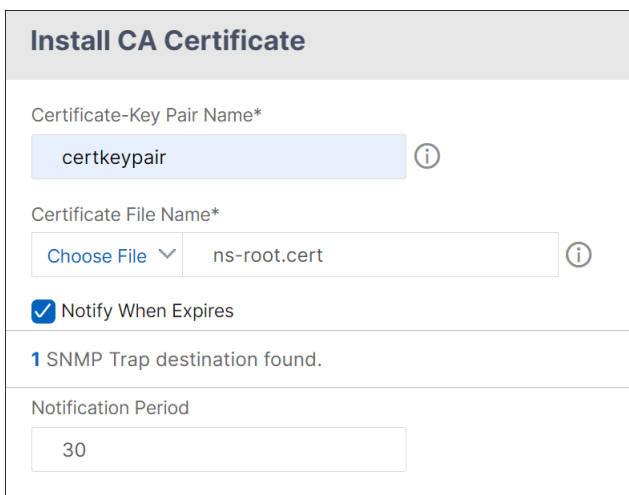 Install CA Certificate
Certificate-Key Pair Name*
certkeypair
Certificate File Name*
Choose File ns-root.cert
Notify When Expires
1 SNMP Trap destination found.
Notification Period
30